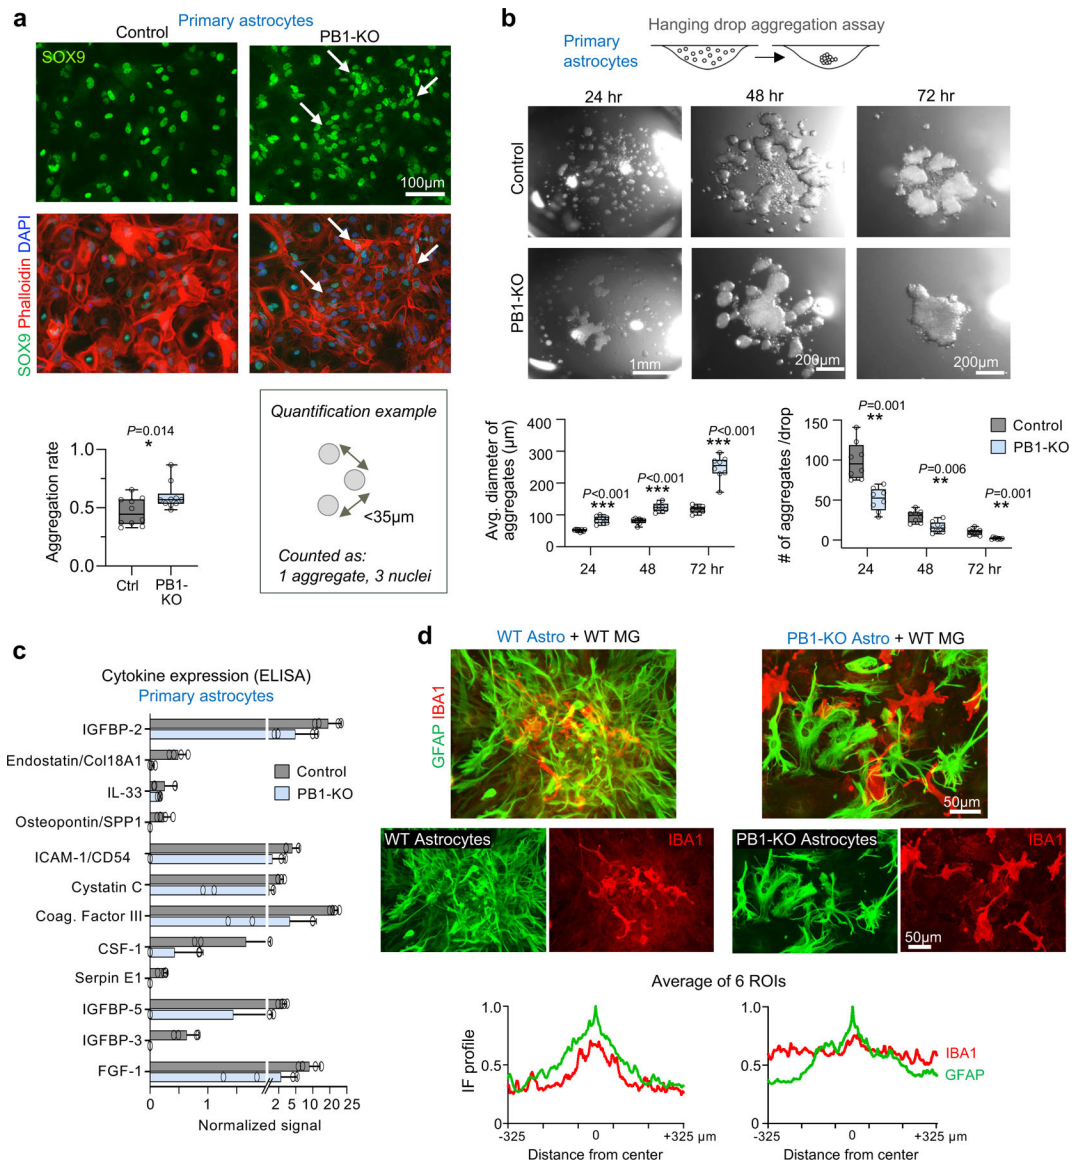 a
Primary astrocytes
Control
PB1-KO
SOX9
100µm
SOX9 Phalloidin DAPI
Aggregation rate
1.0
0.5
0
P=0.014
*
Ctrl
PB1-
KO
Quantification example
<35µm
Counted as:
1 aggregate, 3 nuclei
b
Hanging drop aggregation assay
Primary
astrocytes
24 hr
48 hr
72 hr
Control
PB1-KO
1mm
200µm
200µm
Avg. diameter of
aggregates (µm)
400
300
200
100
0
P<0.001
***
P<0.001
***
P<0.001
***
24
48
72 hr
# of aggregates /drop
150
100
50
0
P=0.001
**
P=0.006
**
P=0.001
**
24
48
72 hr
Control
PB1-KO
c
Cytokine expression (ELISA)
Primary astrocytes
IGFBP-2
Endostatin/Col18A1
IL-33
Osteopontin/SPP1
ICAM-1/CD54
Cystatin C
Coag. Factor III
CSF-1
Serpin E1
IGFBP-5
IGFBP-3
FGF-1
Control
PB1-KO
0 1 2 5 10 20 25
Normalized signal
d
WT Astro + WT MG
PB1-KO Astro + WT MG
GFAP IBA1
50µm
WT Astrocytes
IBA1
PB1-KO Astrocytes
IBA1
50µm
Average of 6 ROIs
IF profile
1.0
0.5
0
-325 0 +325 µm
Distance from center
1.0
0.5
0
IBA1
GFAP
-325 0 +325 µm
Distance from center